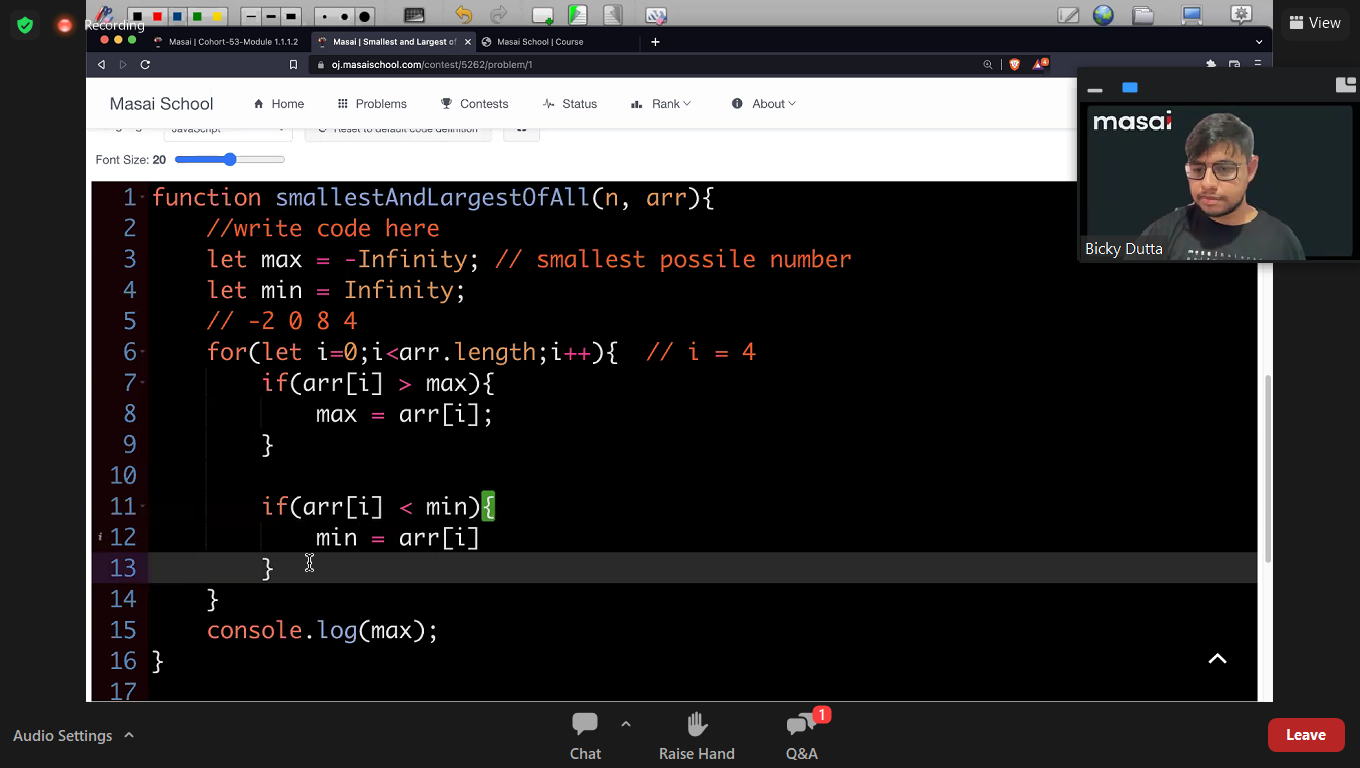 Recording
View
Masai | Cohort-53-Module 1.1.1.2
Masai | Smallest and Largest of
Masai School | Course
oj.masaischool.com/contest/5262/problem/1
4
Masai School
Home
Problems
Contests
Status
Rank
About
masai
Bicky Dutta
JavaScript
Reset to default code definition
Font Size: 20
1 function smallestAndLargestOfAll(n, arr){
2 //write code here
3 let max = -Infinity; // smallest possile number
4 let min = Infinity;
5 // -2 0 8 4
6 for(let i=0;i<arr.length;i++){ // i = 4
7 if(arr[i] > max){
8 max = arr[i];
9 }
10
11 if(arr[i] < min){
i 12 min = arr[i]
13 }
14 }
15 console.log(max);
16 }
17
Audio Settings
Chat
Raise Hand
1
Q&A
Leave